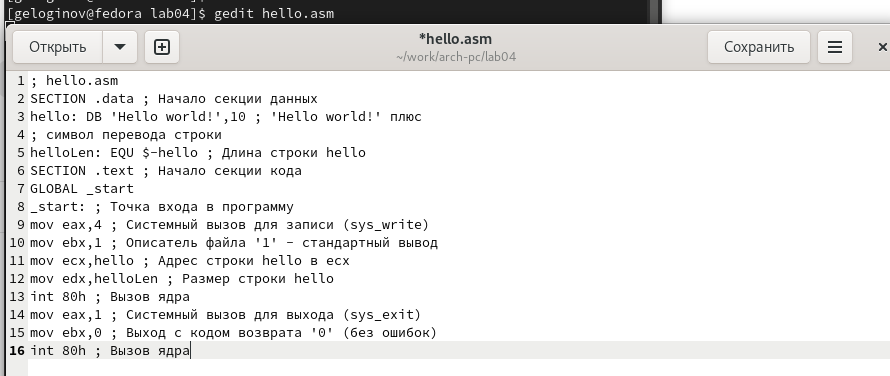 [geloginov@fedora lab04]$ gedit hello.asm
Открыть
*hello.asm
~/work/arch-pc/lab04
Сохранить
1 ; hello.asm
2 SECTION .data ; Начало секции данных
3 hello: DB 'Hello world!',10 ; 'Hello world!' плюс
4 ; символ перевода строки
5 helloLen: EQU $-hello ; Длина строки hello
6 SECTION .text ; Начало секции кода
7 GLOBAL _start
8 _start: ; Точка входа в программу
9 mov eax,4 ; Системный вызов для записи (sys_write)
10 mov ebx,1 ; Описатель файла '1' - стандартный вывод
11 mov ecx,hello ; Адрес строки hello в ecx
12 mov edx,helloLen ; Размер строки hello
13 int 80h ; Вызов ядра
14 mov eax,1 ; Системный вызов для выхода (sys_exit)
15 mov ebx,0 ; Выход с кодом возврата '0' (без ошибок)
16 int 80h ; Вызов ядра